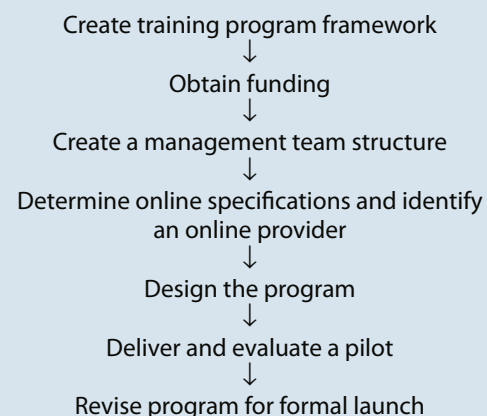 Create training program framework
↓
Obtain funding
↓
Create a management team structure
↓
Determine online specifications and identify
an online provider
↓
Design the program
↓
Deliver and evaluate a pilot
↓
Revise program for formal launch